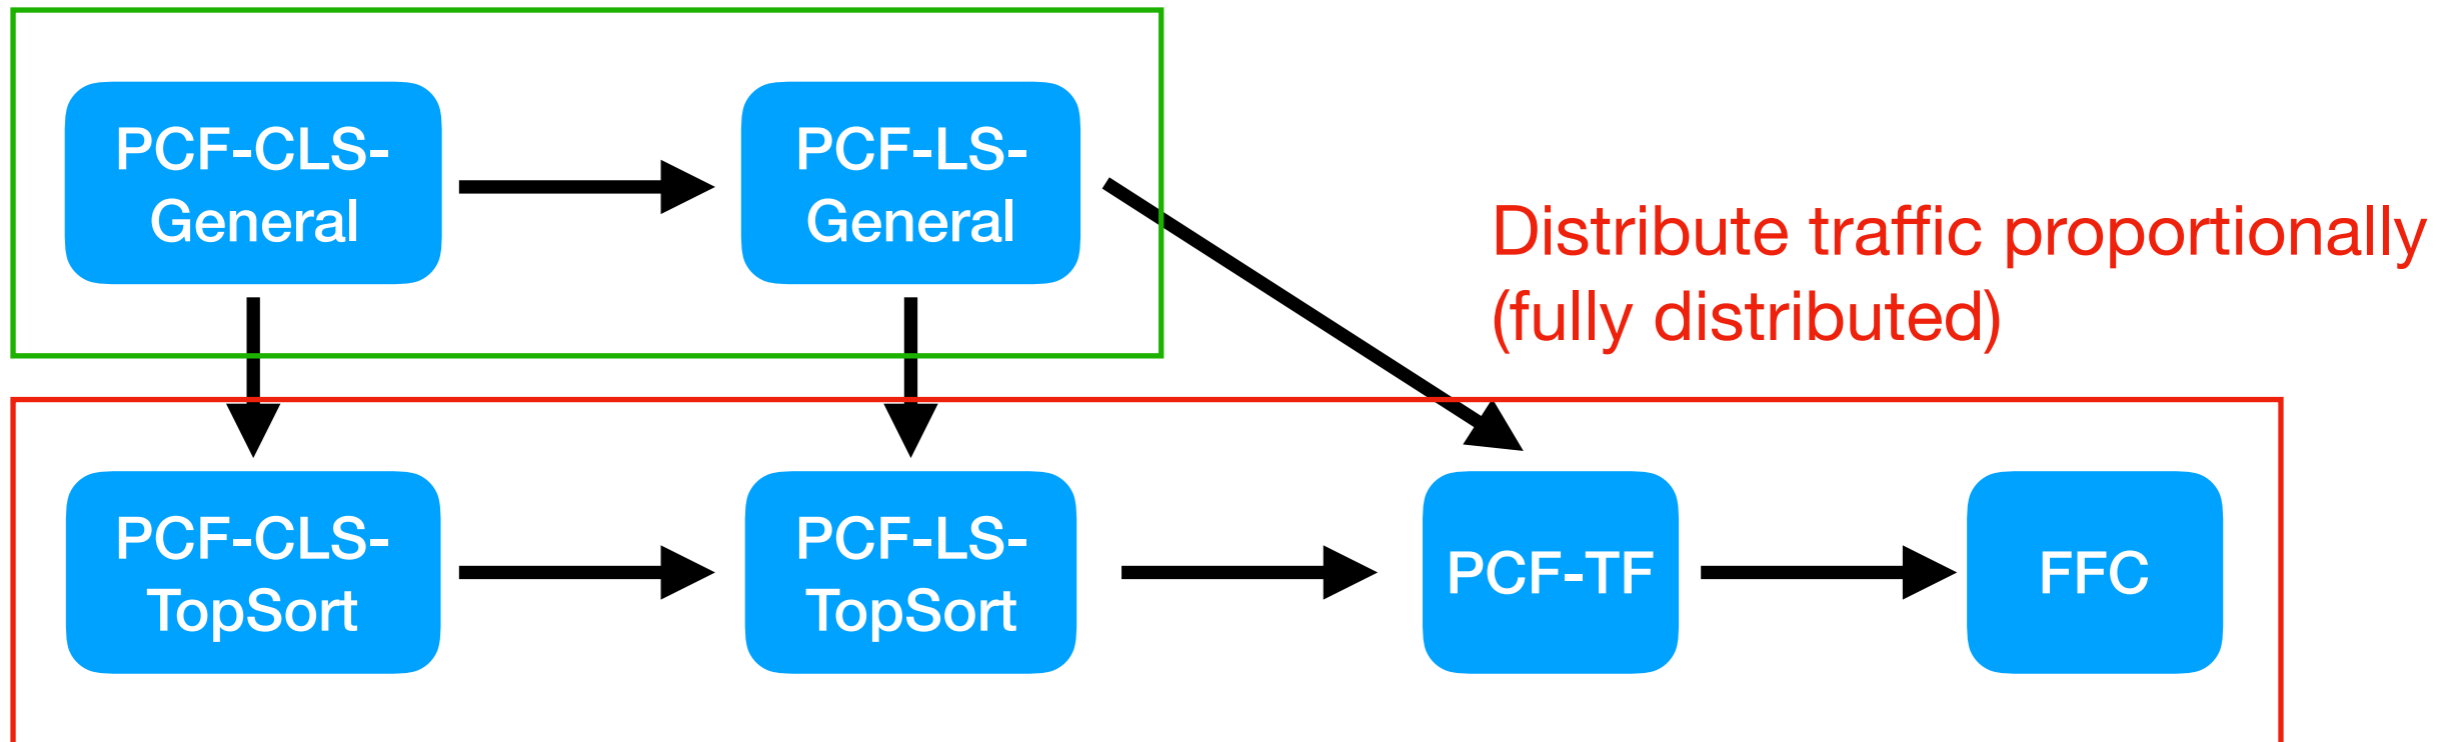 PCF-CLS-
General
PCF-LS-
General
Distribute traffic proportionally
(fully distributed)
PCF-CLS-
TopSort
PCF-LS-
TopSort
PCF-TF
FFC